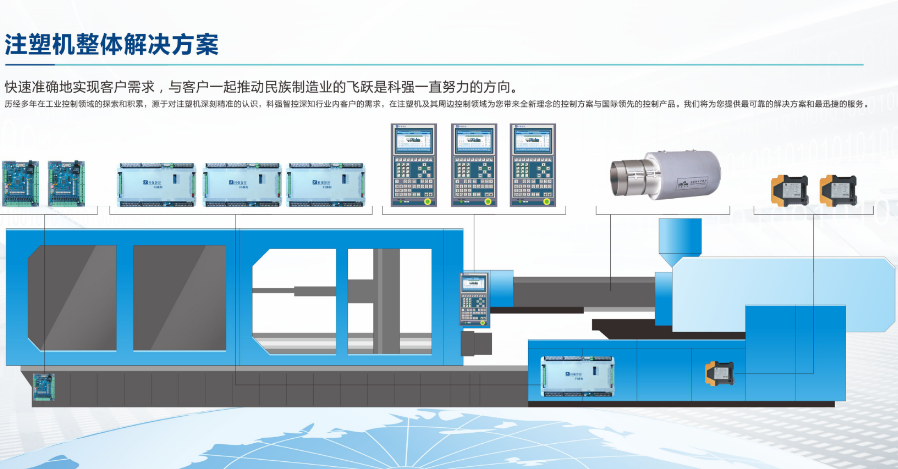 注塑机整体解决方案
快速准确地实现客户需求，与客户一起推动民族制造业的飞跃是科强一直努力的方向。
历经多年在工业控制领域的探索和积累，源于对注塑机深刻精准的认识，科强智控深知行业内客户的需求，在注塑机及其周边控制领域为您带来全新理念的控制方案与国际领先的控制产品。我们将为您提供最可靠的解决方案和最迅捷的服务。